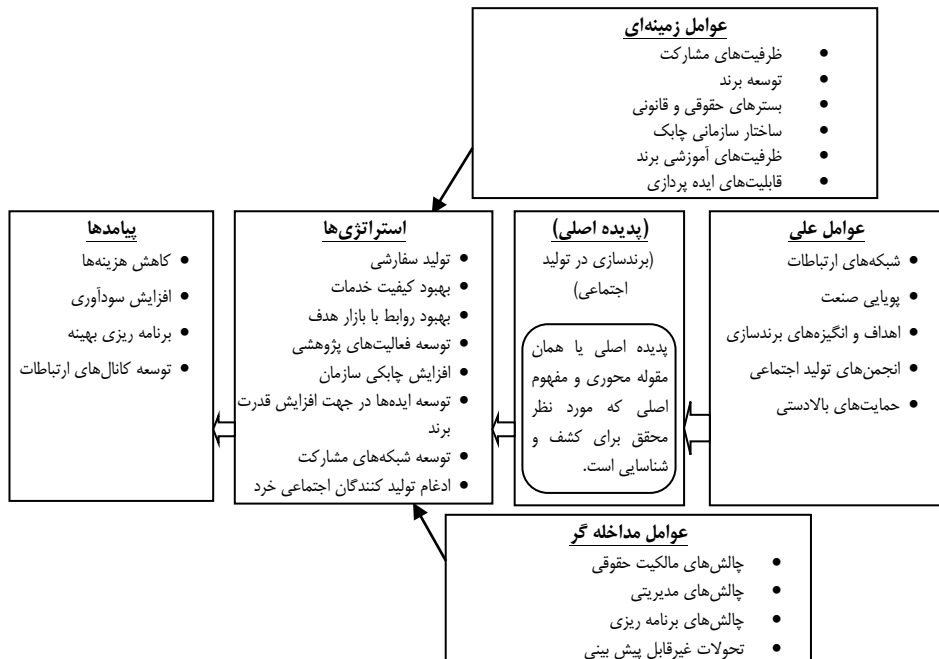 عوامل زمینه‌ای
• ظرفیت‌های مشارکت
• توسعه برند
• بسترهای حقوقی و قانونی
• ساختار سازمانی چابک
• ظرفیت‌های آموزشی برند
• قابلیت‌های ایده پردازی
عوامل علی
• شبکه‌های ارتباطات
• پویایی صنعت
• اهداف و انگیزه‌های برندسازی
• انجمن‌های تولید اجتماعی
• حمایت‌های بالادستی
(پدیده اصلی)
(برندسازی در تولید
اجتماعی)
پدیده اصلی یا همان
مقوله محوری و مفهوم
اصلی که مورد نظر
محقق برای کشف و
شناسایی است.
استراتژی‌ها
• تولید سفارشی
• بهبود کیفیت خدمات
• بهبود روابط با بازار هدف
• توسعه فعالیت‌های پژوهشی
• افزایش چابکی سازمان
• توسعه ایده‌ها در جهت افزایش قدرت
برند
• توسعه شبکه‌های مشارکت
• ادغام تولید کنندگان اجتماعی خرد
پیامدها
• کاهش هزینه‌ها
• افزایش سودآوری
• برنامه ریزی بهینه
• توسعه کانال‌های ارتباطات
عوامل مداخله گر
• چالش‌های مالکیت حقوقی
• چالش‌های مدیریتی
• چالش‌های برنامه ریزی
• تحولات غیرقابل پیش بینی